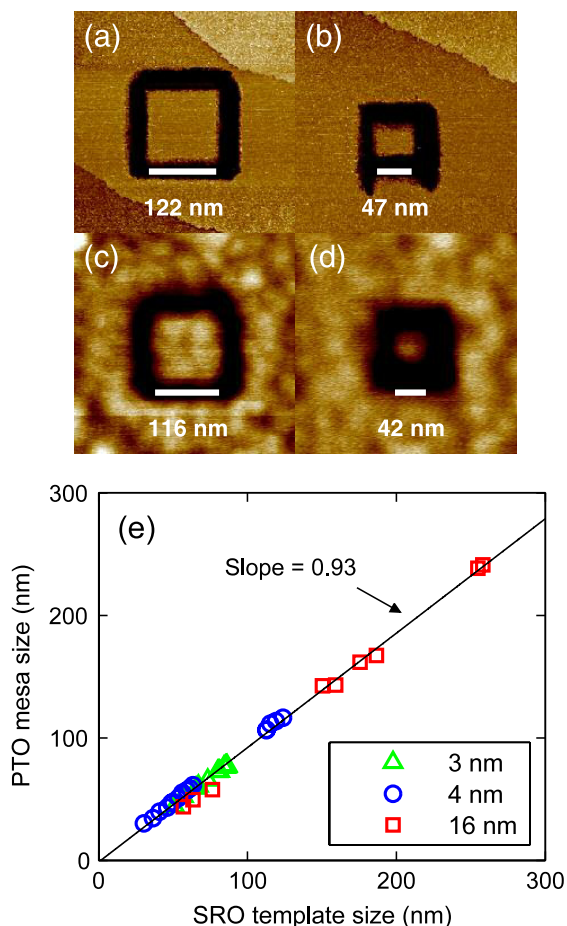 (a)
(b)
122 nm
47 nm
(c)
(d)
116 nm
42 nm
300
(e)
Slope = 0.93
200
PTO mesa size (nm)
100
3 nm
4 nm
16 nm
0
0
100
200
300
SRO template size (nm)